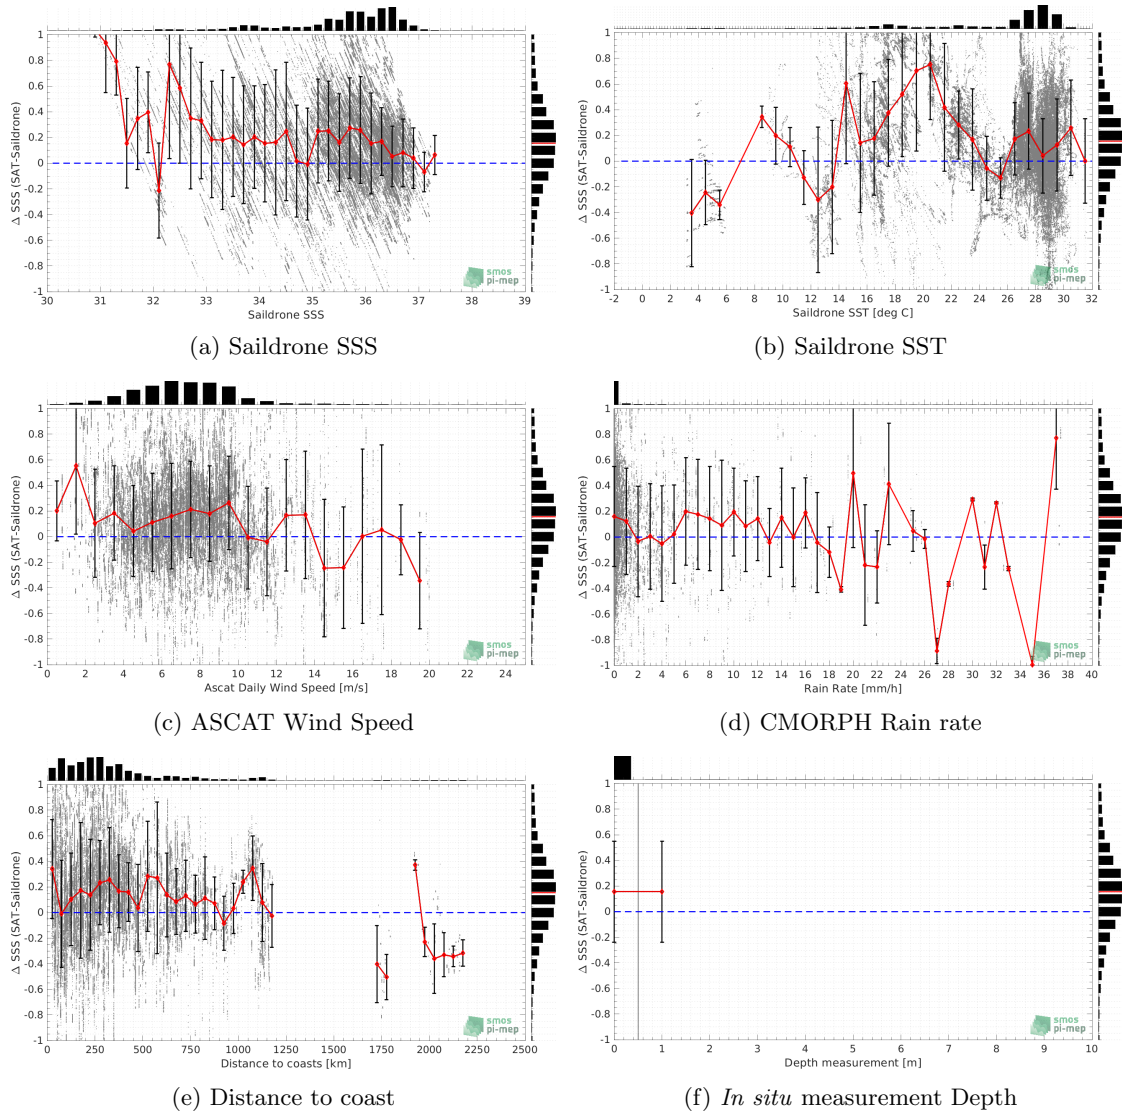 Δ SSS (SAT-Saildrone)
1
0.8
0.6
0.4
0.2
0
-0.2
-0.4
-0.6
-0.8
-1
30 31 32 33 34 35 36 37 38 39
Saildrone SSS
smos
pi-mep
(a) Saildrone SSS
Δ SSS (SAT-Saildrone)
1
0.8
0.6
0.4
0.2
0
-0.2
-0.4
-0.6
-0.8
-1
-2 0 2 4 6 8 10 12 14 16 18 20 22 24 26 28 30 32
Saildrone SST [deg C]
smos
pi-mep
(b) Saildrone SST
Δ SSS (SAT-Saildrone)
1
0.8
0.6
0.4
0.2
0
-0.2
-0.4
-0.6
-0.8
-1
0 2 4 6 8 10 12 14 16 18 20 22 24
Ascat Daily Wind Speed [m/s]
smos
pi-mep
(c) ASCAT Wind Speed
Δ SSS (SAT-Saildrone)
1
0.8
0.6
0.4
0.2
0
-0.2
-0.4
-0.6
-0.8
-1
0 2 4 6 8 10 12 14 16 18 20 22 24 26 28 30 32 34 36 38 40
Rain Rate [mm/h]
smos
pi-mep
(d) CMORPH Rain rate
Δ SSS (SAT-Saildrone)
1
0.8
0.6
0.4
0.2
0
-0.2
-0.4
-0.6
-0.8
-1
0 250 500 750 1000 1250 1500 1750 2000 2250 2500
Distance to coasts [km]
smos
pi-mep
(e) Distance to coast
Δ SSS (SAT-Saildrone)
1
0.8
0.6
0.4
0.2
0
-0.2
-0.4
-0.6
-0.8
-1
0 1 2 3 4 5 6 7 8 9 10
Depth measurement [m]
smos
pi-mep
(f) In situ measurement Depth